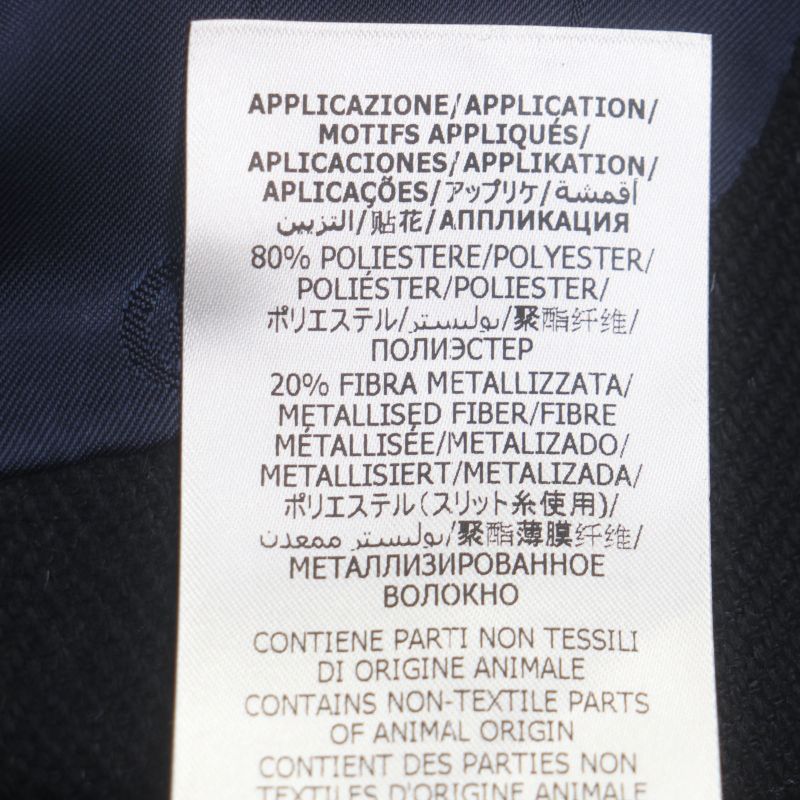 APPLICAZIONE/APPLICATION/
MOTIFS APPLIQUÉS/
APLICACIONES/APPLIKATION/
APLICAÇÕES/アップリケ/أقمشة
التزيين/贴花/АППЛИКАЦИЯ
80% POLIESTERE/POLYESTER/
POLIÉSTER/POLIESTER/
ポリエステル/بوليستر/聚酯纤维/
ПОЛИЭСТЕР
20% FIBRA METALLIZZATA/
METALLISED FIBER/FIBRE
MÉTALLISÉE/METALIZADO/
METALLISIERT/METALIZADA/
ポリエステル(スリット糸使用)/
بوليستر ممعدن/聚酯薄膜纤维/
МЕТАЛЛИЗИРОВАННОЕ
ВОЛОКНО
CONTIENE PARTI NON TESSILI
DI ORIGINE ANIMALE
CONTAINS NON-TEXTILE PARTS
OF ANIMAL ORIGIN
CONTIENT DES PARTIES NON
TEXTILES D'ORIGINE ANIMALE